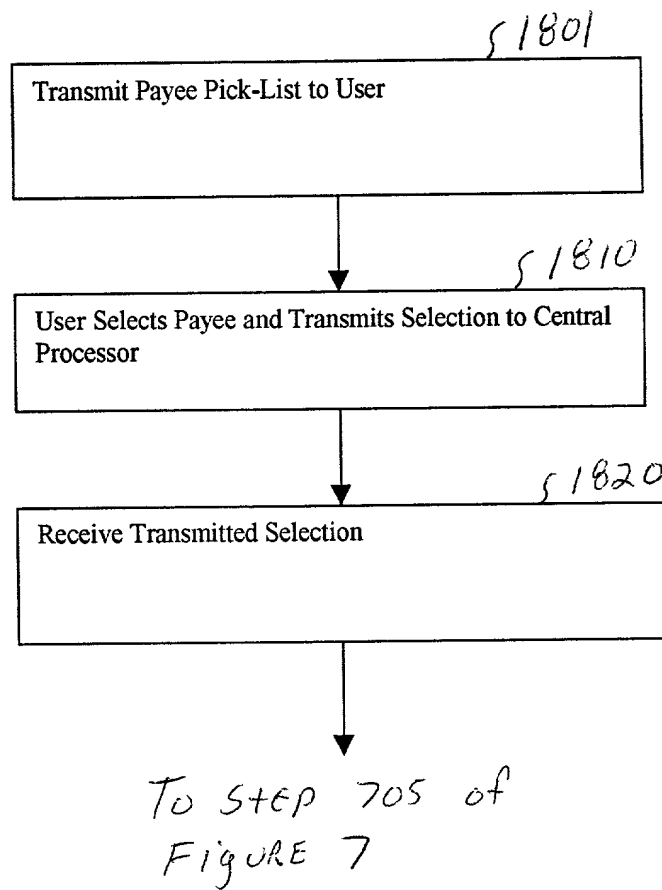 1801
Transmit Payee Pick-List to User
1810
User Selects Payee and Transmits Selection to Central
Processor
1820
Receive Transmitted Selection
To StEP 705 of
FigURE 7